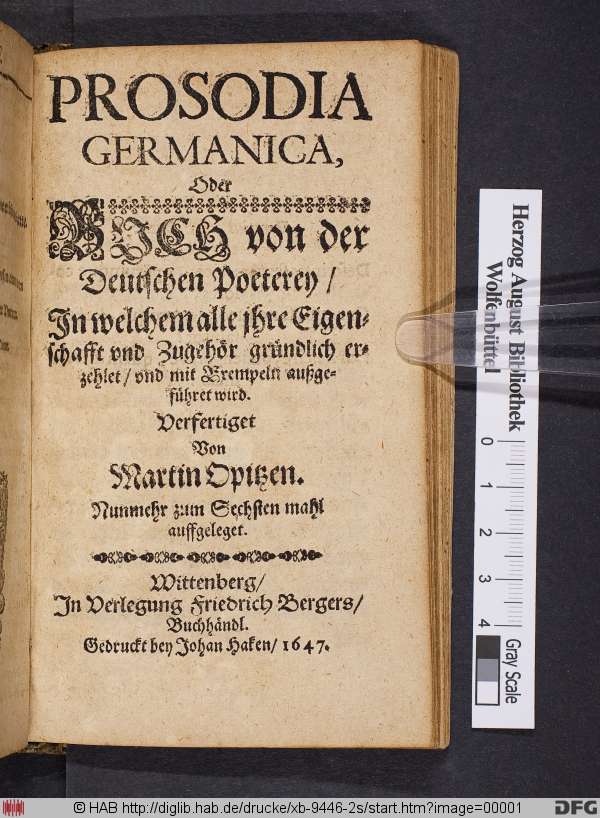 PROSODIA
GERMANICA,
Oder
BUCH von der
Deutschen Poeterey /
In welchem alle jhre Eigen-
schafft vnd Zugehör gründlich er-
zehlet / vnd mit Exempeln außge-
führet wird.
Verfertiget
Von
Martin Opitzen.
Nunmehr zum Sechsten mahl
auffgeleget.
Wittenberg /
In Verlegung Friedrich Bergers /
Buchhändl.
Gedruckt bey Johan Haken / 1647.
Herzog August Bibliothek
Wolfenbüttel
0
1
2
3
4
Gray Scale
© HAB http://diglib.hab.de/drucke/xb-9446-2s/start.htm?image=00001
DFG